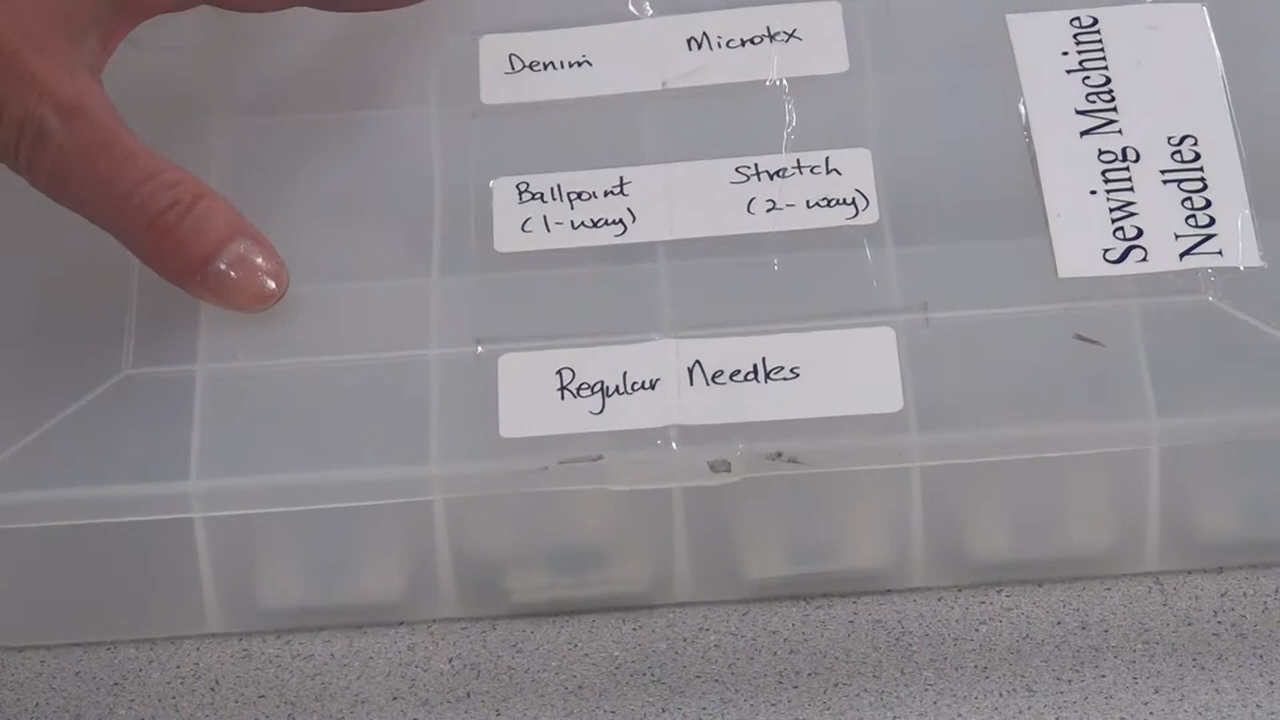 Denim Microtex
Ballpoint Stretch
(1-way) (2-way)
Regular Needles
Sewing Machine
Needles